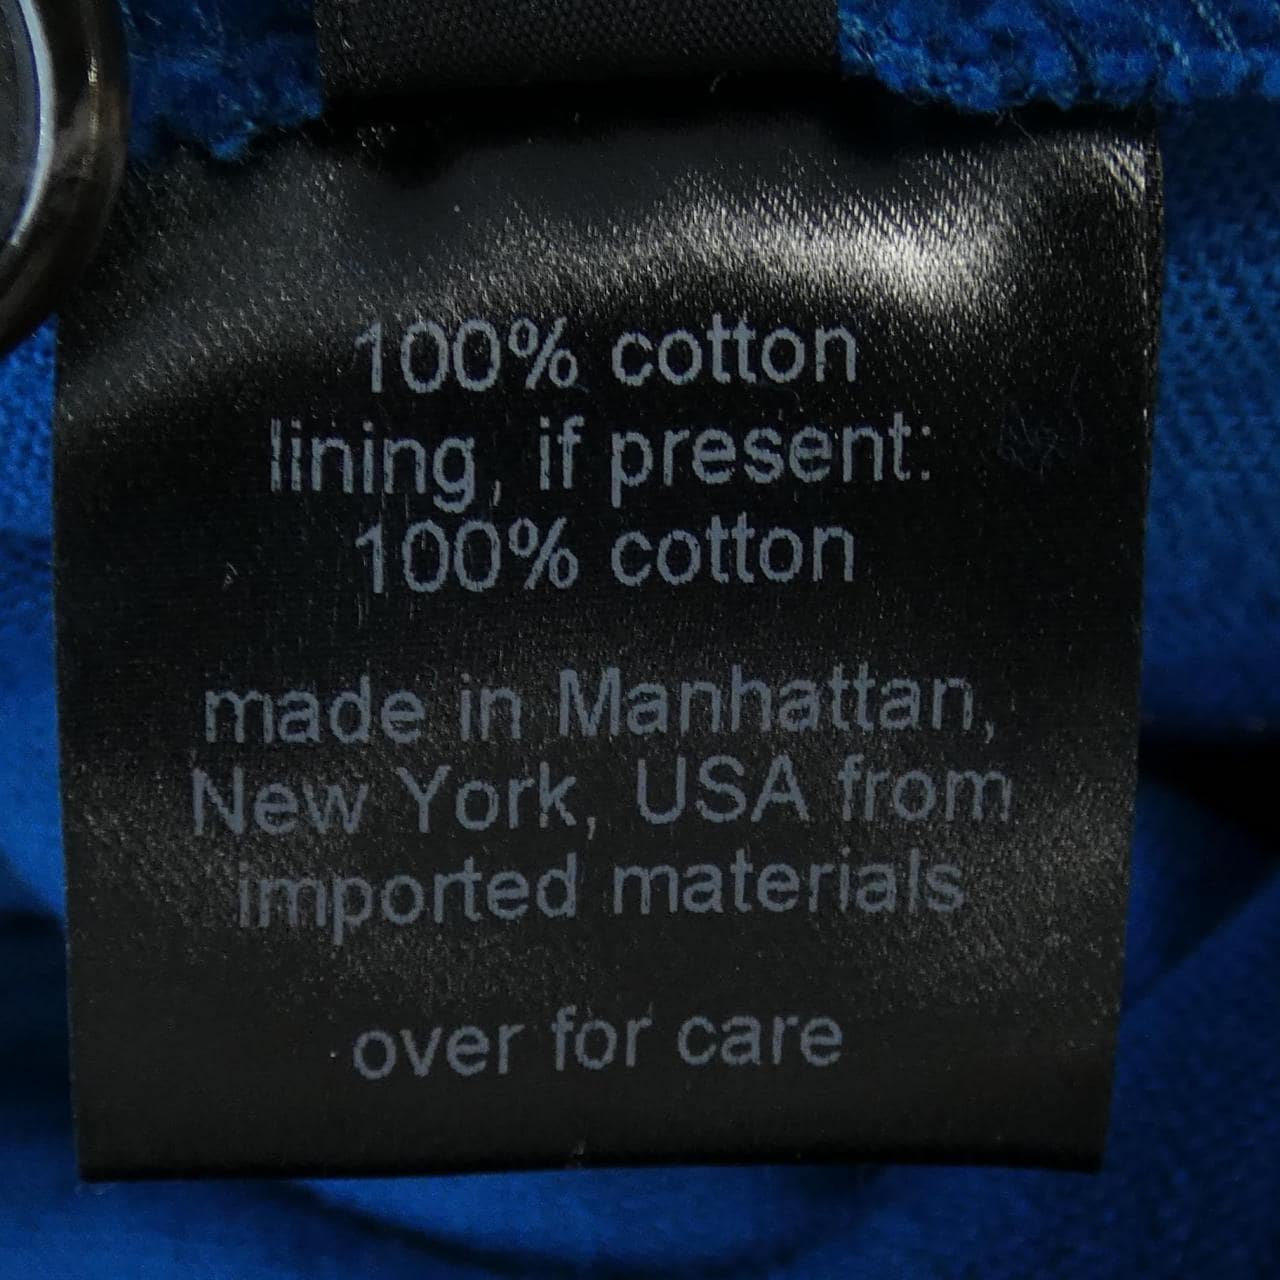 100% cotton
lining, if present:
100% cotton
made in Manhattan,
New York, USA from
imported materials
over for care